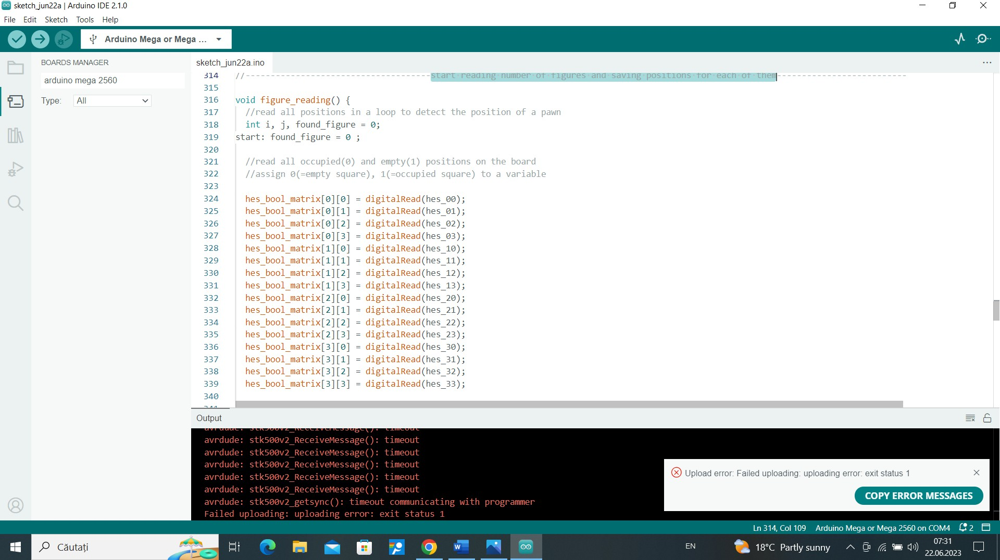 sketch_jun22a | Arduino IDE 2.1.0
File Edit Sketch Tools Help
Arduino Mega or Mega ...
BOARDS MANAGER
arduino mega 2560
Type: All
sketch_jun22a.ino
314 //-------------------------------------start reading number of figures and saving positions for each of them--------------------------
315
316 void figure_reading() {
317 //read all positions in a loop to detect the position of a pawn
318 int i, j, found_figure = 0;
319 start: found_figure = 0 ;
320
321 //read all occupied(0) and empty(1) positions on the board
322 //assign 0(=empty square), 1(=occupied square) to a variable
323
324 hes_bool_matrix[0][0] = digitalRead(hes_00);
325 hes_bool_matrix[0][1] = digitalRead(hes_01);
326 hes_bool_matrix[0][2] = digitalRead(hes_02);
327 hes_bool_matrix[0][3] = digitalRead(hes_03);
328 hes_bool_matrix[1][0] = digitalRead(hes_10);
329 hes_bool_matrix[1][1] = digitalRead(hes_11);
330 hes_bool_matrix[1][2] = digitalRead(hes_12);
331 hes_bool_matrix[1][3] = digitalRead(hes_13);
332 hes_bool_matrix[2][0] = digitalRead(hes_20);
333 hes_bool_matrix[2][1] = digitalRead(hes_21);
334 hes_bool_matrix[2][2] = digitalRead(hes_22);
335 hes_bool_matrix[2][3] = digitalRead(hes_23);
336 hes_bool_matrix[3][0] = digitalRead(hes_30);
337 hes_bool_matrix[3][1] = digitalRead(hes_31);
338 hes_bool_matrix[3][2] = digitalRead(hes_32);
339 hes_bool_matrix[3][3] = digitalRead(hes_33);
340
341
Output
avrdude: stk500v2_ReceiveMessage(): timeout
avrdude: stk500v2_ReceiveMessage(): timeout
avrdude: stk500v2_ReceiveMessage(): timeout
avrdude: stk500v2_ReceiveMessage(): timeout
avrdude: stk500v2_ReceiveMessage(): timeout
avrdude: stk500v2_ReceiveMessage(): timeout
avrdude: stk500v2_getsync(): timeout communicating with programmer
Failed uploading: uploading error: exit status 1
Upload error: Failed uploading: uploading error: exit status 1
COPY ERROR MESSAGES
Ln 314, Col 109 Arduino Mega or Mega 2560 on COM4 2
Căutați
EN
18°C Partly sunny
07:31
22.06.2023